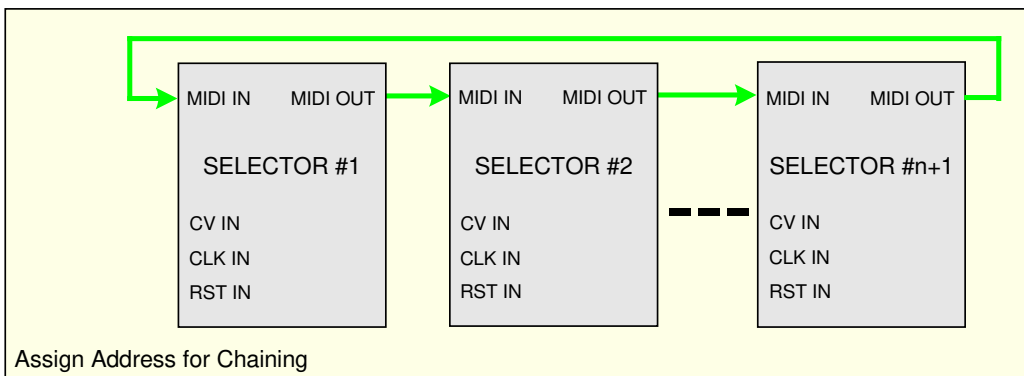 MIDI IN MIDI OUT
SELECTOR #1
CV IN
CLK IN
RST IN
MIDI IN MIDI OUT
SELECTOR #2
CV IN
CLK IN
RST IN
MIDI IN MIDI OUT
SELECTOR #n+1
CV IN
CLK IN
RST IN
Assign Address for Chaining